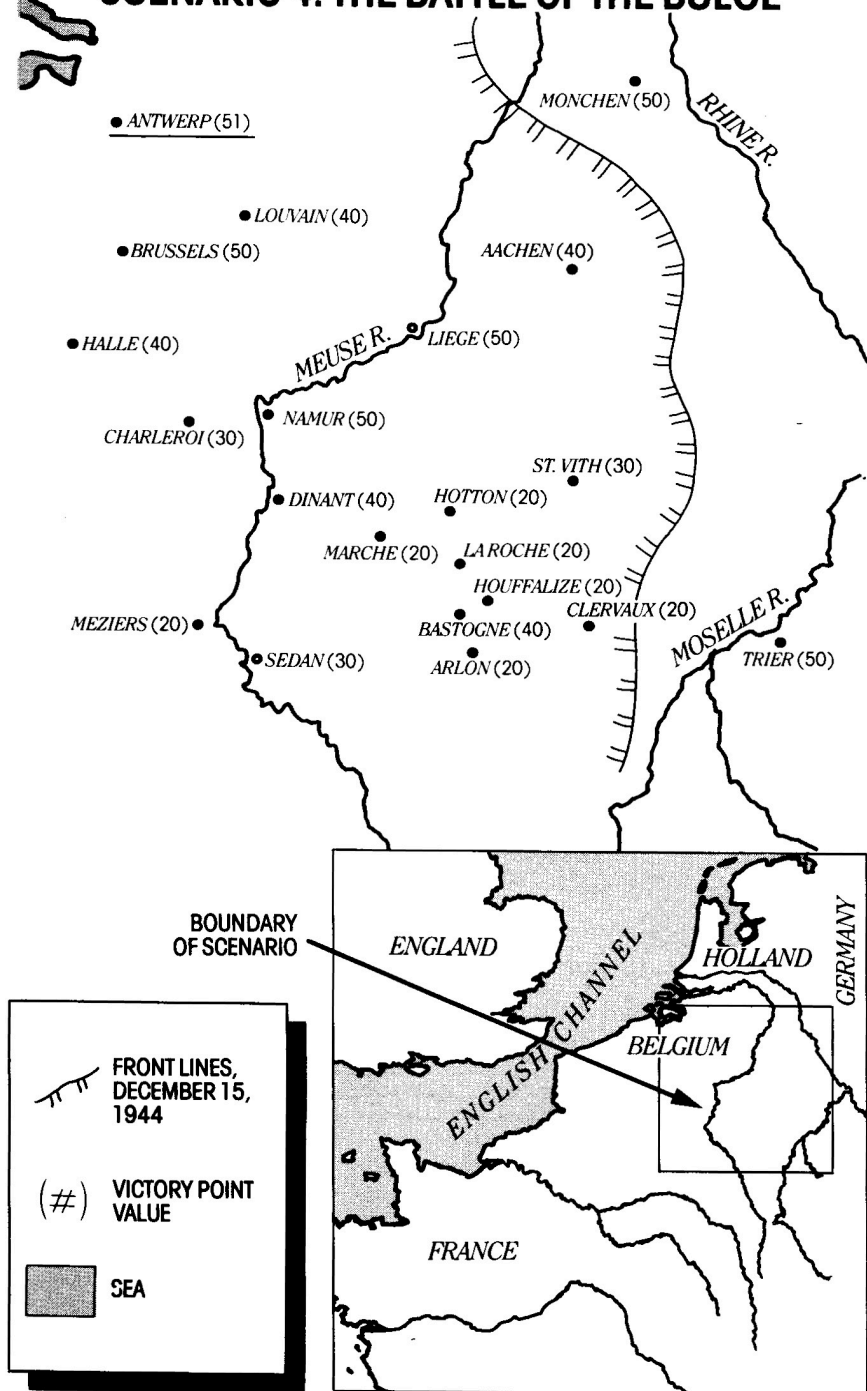 SCENARIO 4: THE BATTLE OF THE BULGE
MONCHEN (50)
RHINE R.
ANTWERP (51)
LOUVAIN (40)
BRUSSELS (50)
AACHEN (40)
HALLE (40)
MEUSE R.
LIEGE (50)
NAMUR (50)
CHARLEROI (30)
ST. VITH (30)
DINANT (40)
HOTTON (20)
MARCHE (20)
LA ROCHE (20)
HOUFFALIZE (20)
MEZIERS (20)
BASTOGNE (40)
CLERVAUX (20)
MOSELLE R.
SEDAN (30)
ARLON (20)
TRIER (50)
BOUNDARY
OF SCENARIO
ENGLAND
HOLLAND
GERMANY
ENGLISH CHANNEL
BELGIUM
ENGLISH CHANNEL
FRANCE
FRONT LINES,
DECEMBER 15,
1944
(#) VICTORY POINT
VALUE
SEA